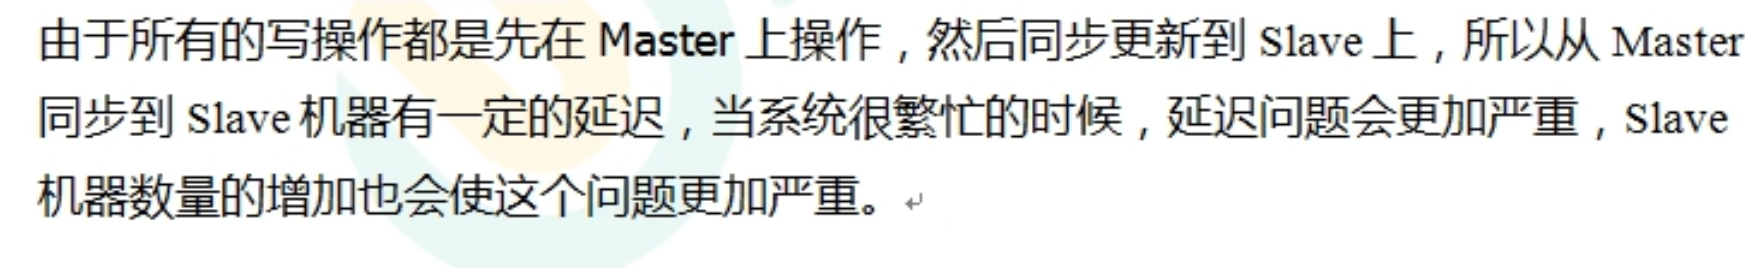 由于所有的写操作都是先在 Master 上操作，然后同步更新到 Slave 上，所以从 Master
同步到 Slave 机器有一定的延迟，当系统很繁忙的时候，延迟问题会更加严重，Slave
机器数量的增加也会使这个问题更加严重。↵